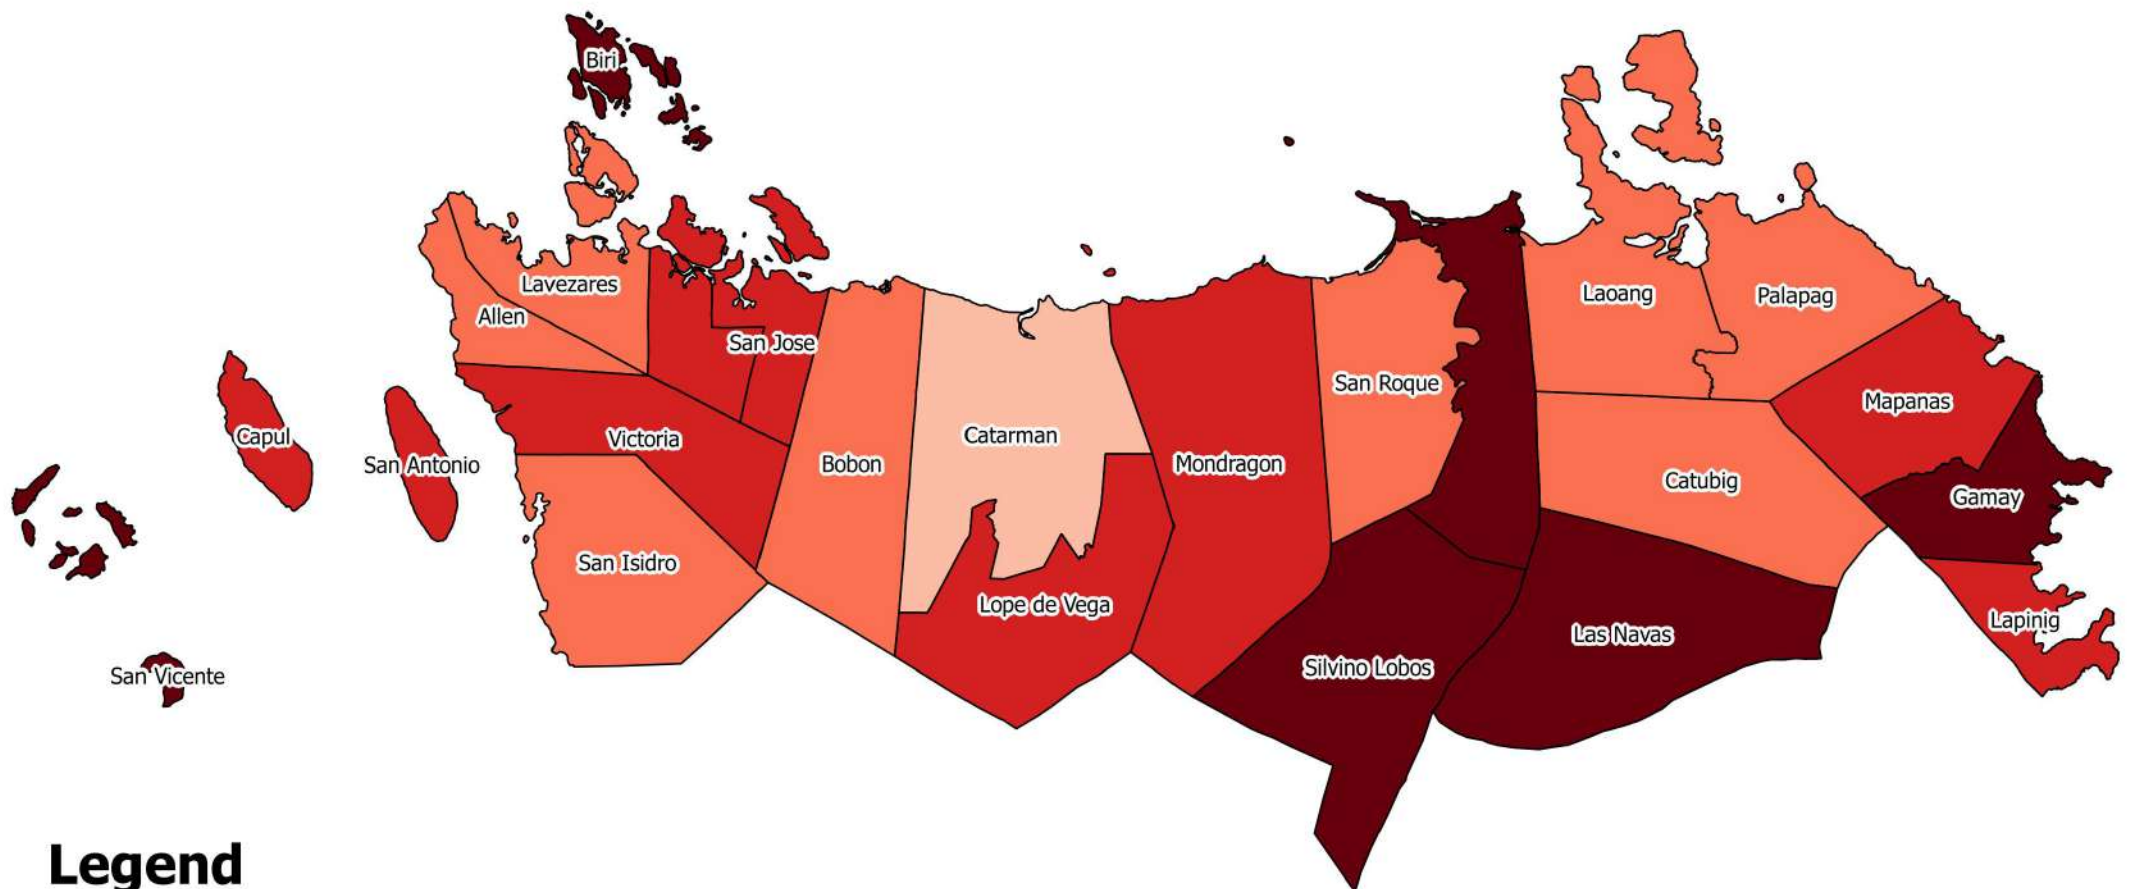 Biri
Lavezares
Laoang
Palapag
Allen
San Jose
San Roque
Mapanas
Capul
Victoria
Catarman
San Antonio
Bobon
Mondragon
Catubig
Gamay
San Isidro
Lope de Vega
Lapinig
Las Navas
Silvino Lobos
San Vicente
Legend